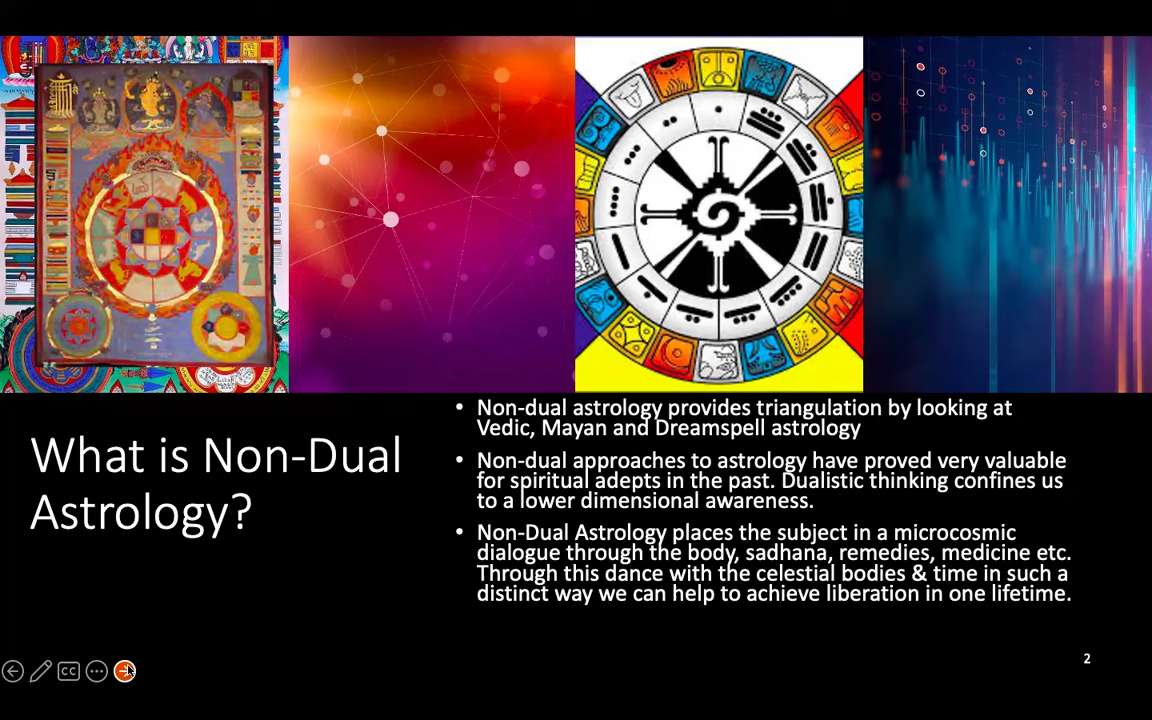 What is Non-Dual
Astrology?
• Non-dual astrology provides triangulation by looking at
Vedic, Mayan and Dreamspell astrology
• Non-dual approaches to astrology have proved very valuable
for spiritual adepts in the past. Dualistic thinking confines us
to a lower dimensional awareness.
• Non-Dual Astrology places the subject in a microcosmic
dialogue through the body, sadhana, remedies, medicine etc.
Through this dance with the celestial bodies & time in such a
distinct way we can help to achieve liberation in one lifetime.
2
CC